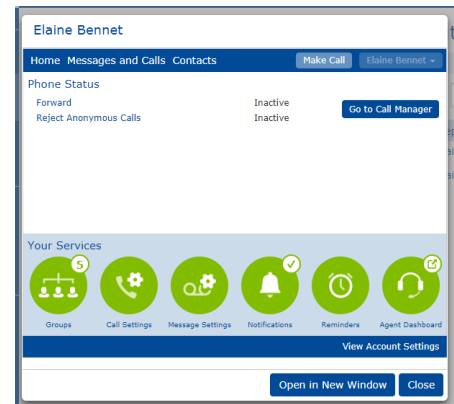 Elaine Bennet
Home Messages and Calls Contacts Make Call Elaine Bennet
Phone Status
Forward Inactive
Reject Anonymous Calls Inactive
Go to Call Manager
Your Services
5
Groups Call Settings Message Settings Notifications Reminders Agent Dashboard
View Account Settings
Open in New Window Close